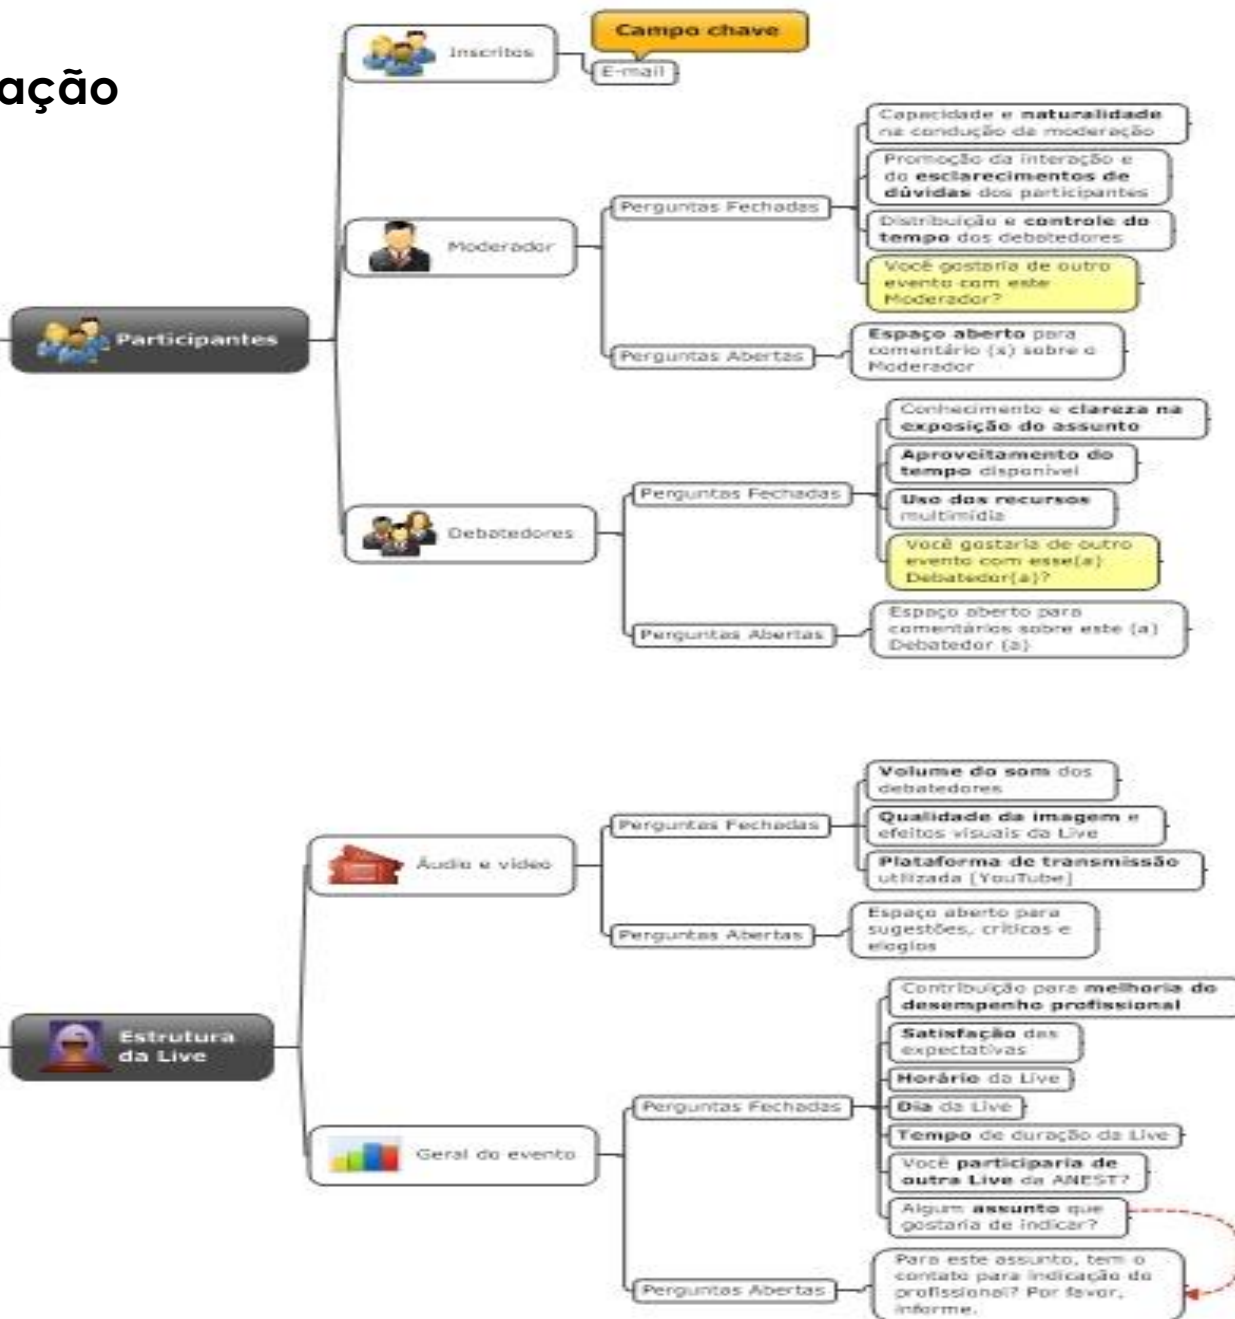 ação
Campo chave
Inscritos
E-mail
Capacidade e naturalidade
na condução da moderação
Promoção da interação e
do esclarecimentos de
dúvidas dos participantes
Perguntas Fechadas
Distribuição e controle do
tempo dos debatedores
Moderador
Você gostaria de outro
evento com este
Moderador?
Participantes
Perguntas Abertas
Espaço aberto para
comentário (s) sobre o
Moderador
Conhecimento e clareza na
exposição do assunto
Aproveitamento do
tempo disponível
Perguntas Fechadas
Uso dos recursos
multimídia
Debatedores
Você gostaria de outro
evento com esse(a)
Debatedor(a)?
Perguntas Abertas
Espaço aberto para
comentários sobre este (a)
Debatedor (a)
Volume do som dos
debatedores
Perguntas Fechadas
Qualidade da imagem e
efeitos visuais da Live
Áudio e vídeo
Plataforma de transmissão
utilizada [YouTube]
Perguntas Abertas
Espaço aberto para
sugestões, críticas e
elogios
Contribuição para melhoria do
desempenho profissional
Estrutura
da Live
Satisfação das
expectativas
Horário da Live
Perguntas Fechadas
Dia da Live
Tempo de duração da Live
Geral do evento
Você participaria de
outra Live da ANEST?
Algum assunto que
gostaria de indicar?
Perguntas Abertas
Para este assunto, tem o
contato para indicação do
profissional? Por favor,
informe.